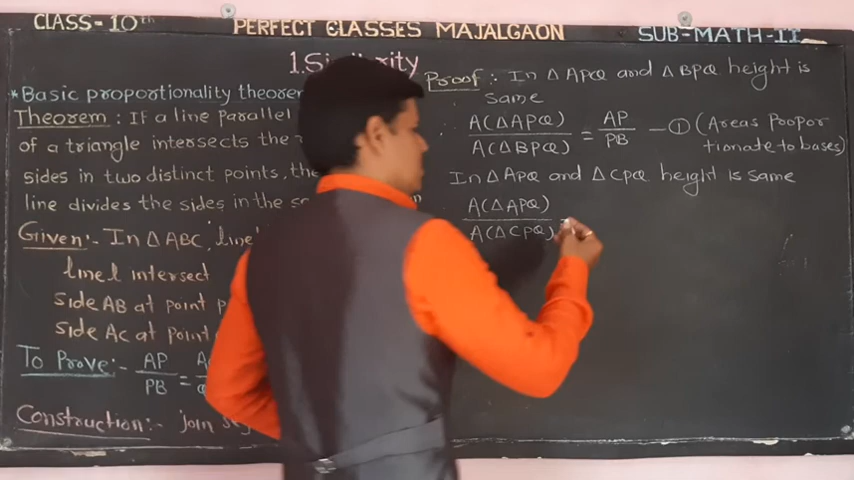 CLASS-10th PERFECT CLASSES MAJALGAON SUB-MATH-II
1.Similarity
*Basic proportionality theorem
Theorem : If a line parallel
of a triangle intersects the
sides in two distinct points, the
line divides the sides in the
Given:- In △ABC, line
line l intersect
side AB at point P
side AC at point
To Prove:- AP/PB =
Construction:- join
Proof : In △APQ and △BPQ height is
same
∴ A(△APQ)/A(△BPQ) = AP/PB — ① (Areas Popor
tionate to bases)
In △APQ and △CPQ height is same
A(△APQ)/A(△CPQ) =